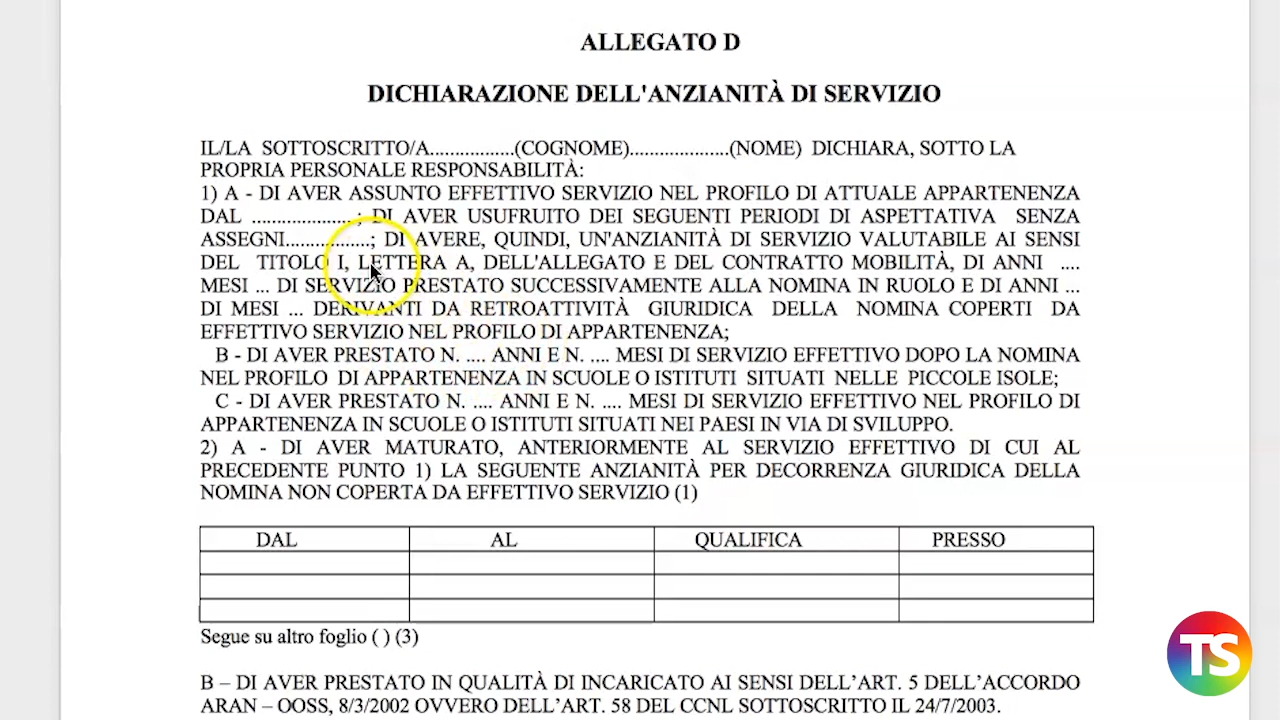 ALLEGATO D
DICHIARAZIONE DELL'ANZIANITÀ DI SERVIZIO
IL/LA SOTTOSCRITTO/A................(COGNOME)...................(NOME) DICHIARA, SOTTO LA
PROPRIA PERSONALE RESPONSABILITÀ:
1) A - DI AVER ASSUNTO EFFETTIVO SERVIZIO NEL PROFILO DI ATTUALE APPARTENENZA
DAL ....................; DI AVER USUFRUITO DEI SEGUENTI PERIODI DI ASPETTATIVA SENZA
ASSEGNI................; DI AVERE, QUINDI, UN'ANZIANITÀ DI SERVIZIO VALUTABILE AI SENSI
DEL TITOLO I, LETTERA A, DELL'ALLEGATO E DEL CONTRATTO MOBILITÀ, DI ANNI ....
MESI ... DI SERVIZIO PRESTATO SUCCESSIVAMENTE ALLA NOMINA IN RUOLO E DI ANNI ...
DI MESI ... DERIVANTI DA RETROATTIVITÀ GIURIDICA DELLA NOMINA COPERTI DA
EFFETTIVO SERVIZIO NEL PROFILO DI APPARTENENZA;
B - DI AVER PRESTATO N. .... ANNI E N. .... MESI DI SERVIZIO EFFETTIVO DOPO LA NOMINA
NEL PROFILO DI APPARTENENZA IN SCUOLE O ISTITUTI SITUATI NELLE PICCOLE ISOLE;
C - DI AVER PRESTATO N. .... ANNI E N. .... MESI DI SERVIZIO EFFETTIVO NEL PROFILO DI
APPARTENENZA IN SCUOLE O ISTITUTI SITUATI NEI PAESI IN VIA DI SVILUPPO.
2) A - DI AVER MATURATO, ANTERIORMENTE AL SERVIZIO EFFETTIVO DI CUI AL
PRECEDENTE PUNTO 1) LA SEGUENTE ANZIANITÀ PER DECORRENZA GIURIDICA DELLA
NOMINA NON COPERTA DA EFFETTIVO SERVIZIO (1)
DAL AL QUALIFICA PRESSO
Segue su altro foglio ( ) (3)
B – DI AVER PRESTATO IN QUALITÀ DI INCARICATO AI SENSI DELL'ART. 5 DELL'ACCORDO
ARAN – OOSS, 8/3/2002 OVVERO DELL'ART. 58 DEL CCNL SOTTOSCRITTO IL 24/7/2003.
TS